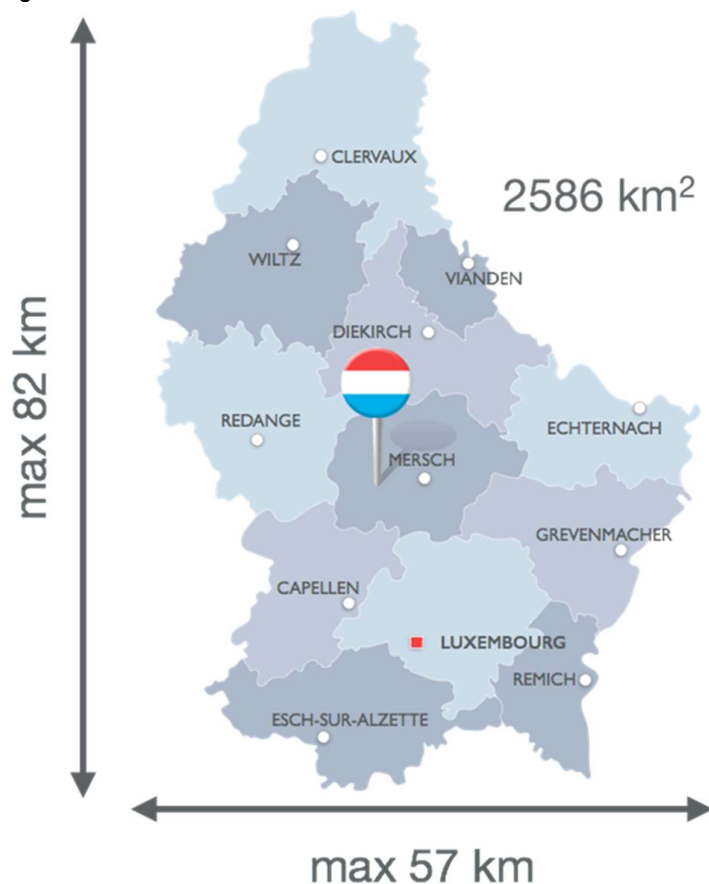 CLERVAUX
2586 km²
WILTZ
VIANDEN
DIEKIRCH
max 82 km
REDANGE
ECHTERNACH
MERSCH
GREVENMACHER
CAPELLEN
LUXEMBOURG
REMICH
ESCH-SUR-ALZETTE
max 57 km